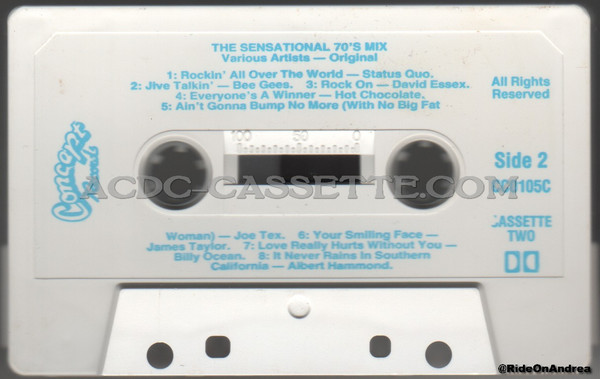 THE SENSATIONAL 70'S MIX
Various Artists — Original
1: Rockin' All Over The World — Status Quo.
2: Jive Talkin' — Bee Gees. 3: Rock On — David Essex.
4: Everyone's A Winner — Hot Chocolate.
5: Ain't Gonna Bump No More (With No Big Fat
All Rights
Reserved
100 50 0
Concept
Records
Side 2
CCU105C
ACDC-CASSETTE.COM
CASSETTE
TWO
Woman) — Joe Tex. 6: Your Smiling Face —
James Taylor. 7: Love Really Hurts Without You —
Billy Ocean. 8: It Never Rains In Southern
California — Albert Hammond.
@RideOnAndrea